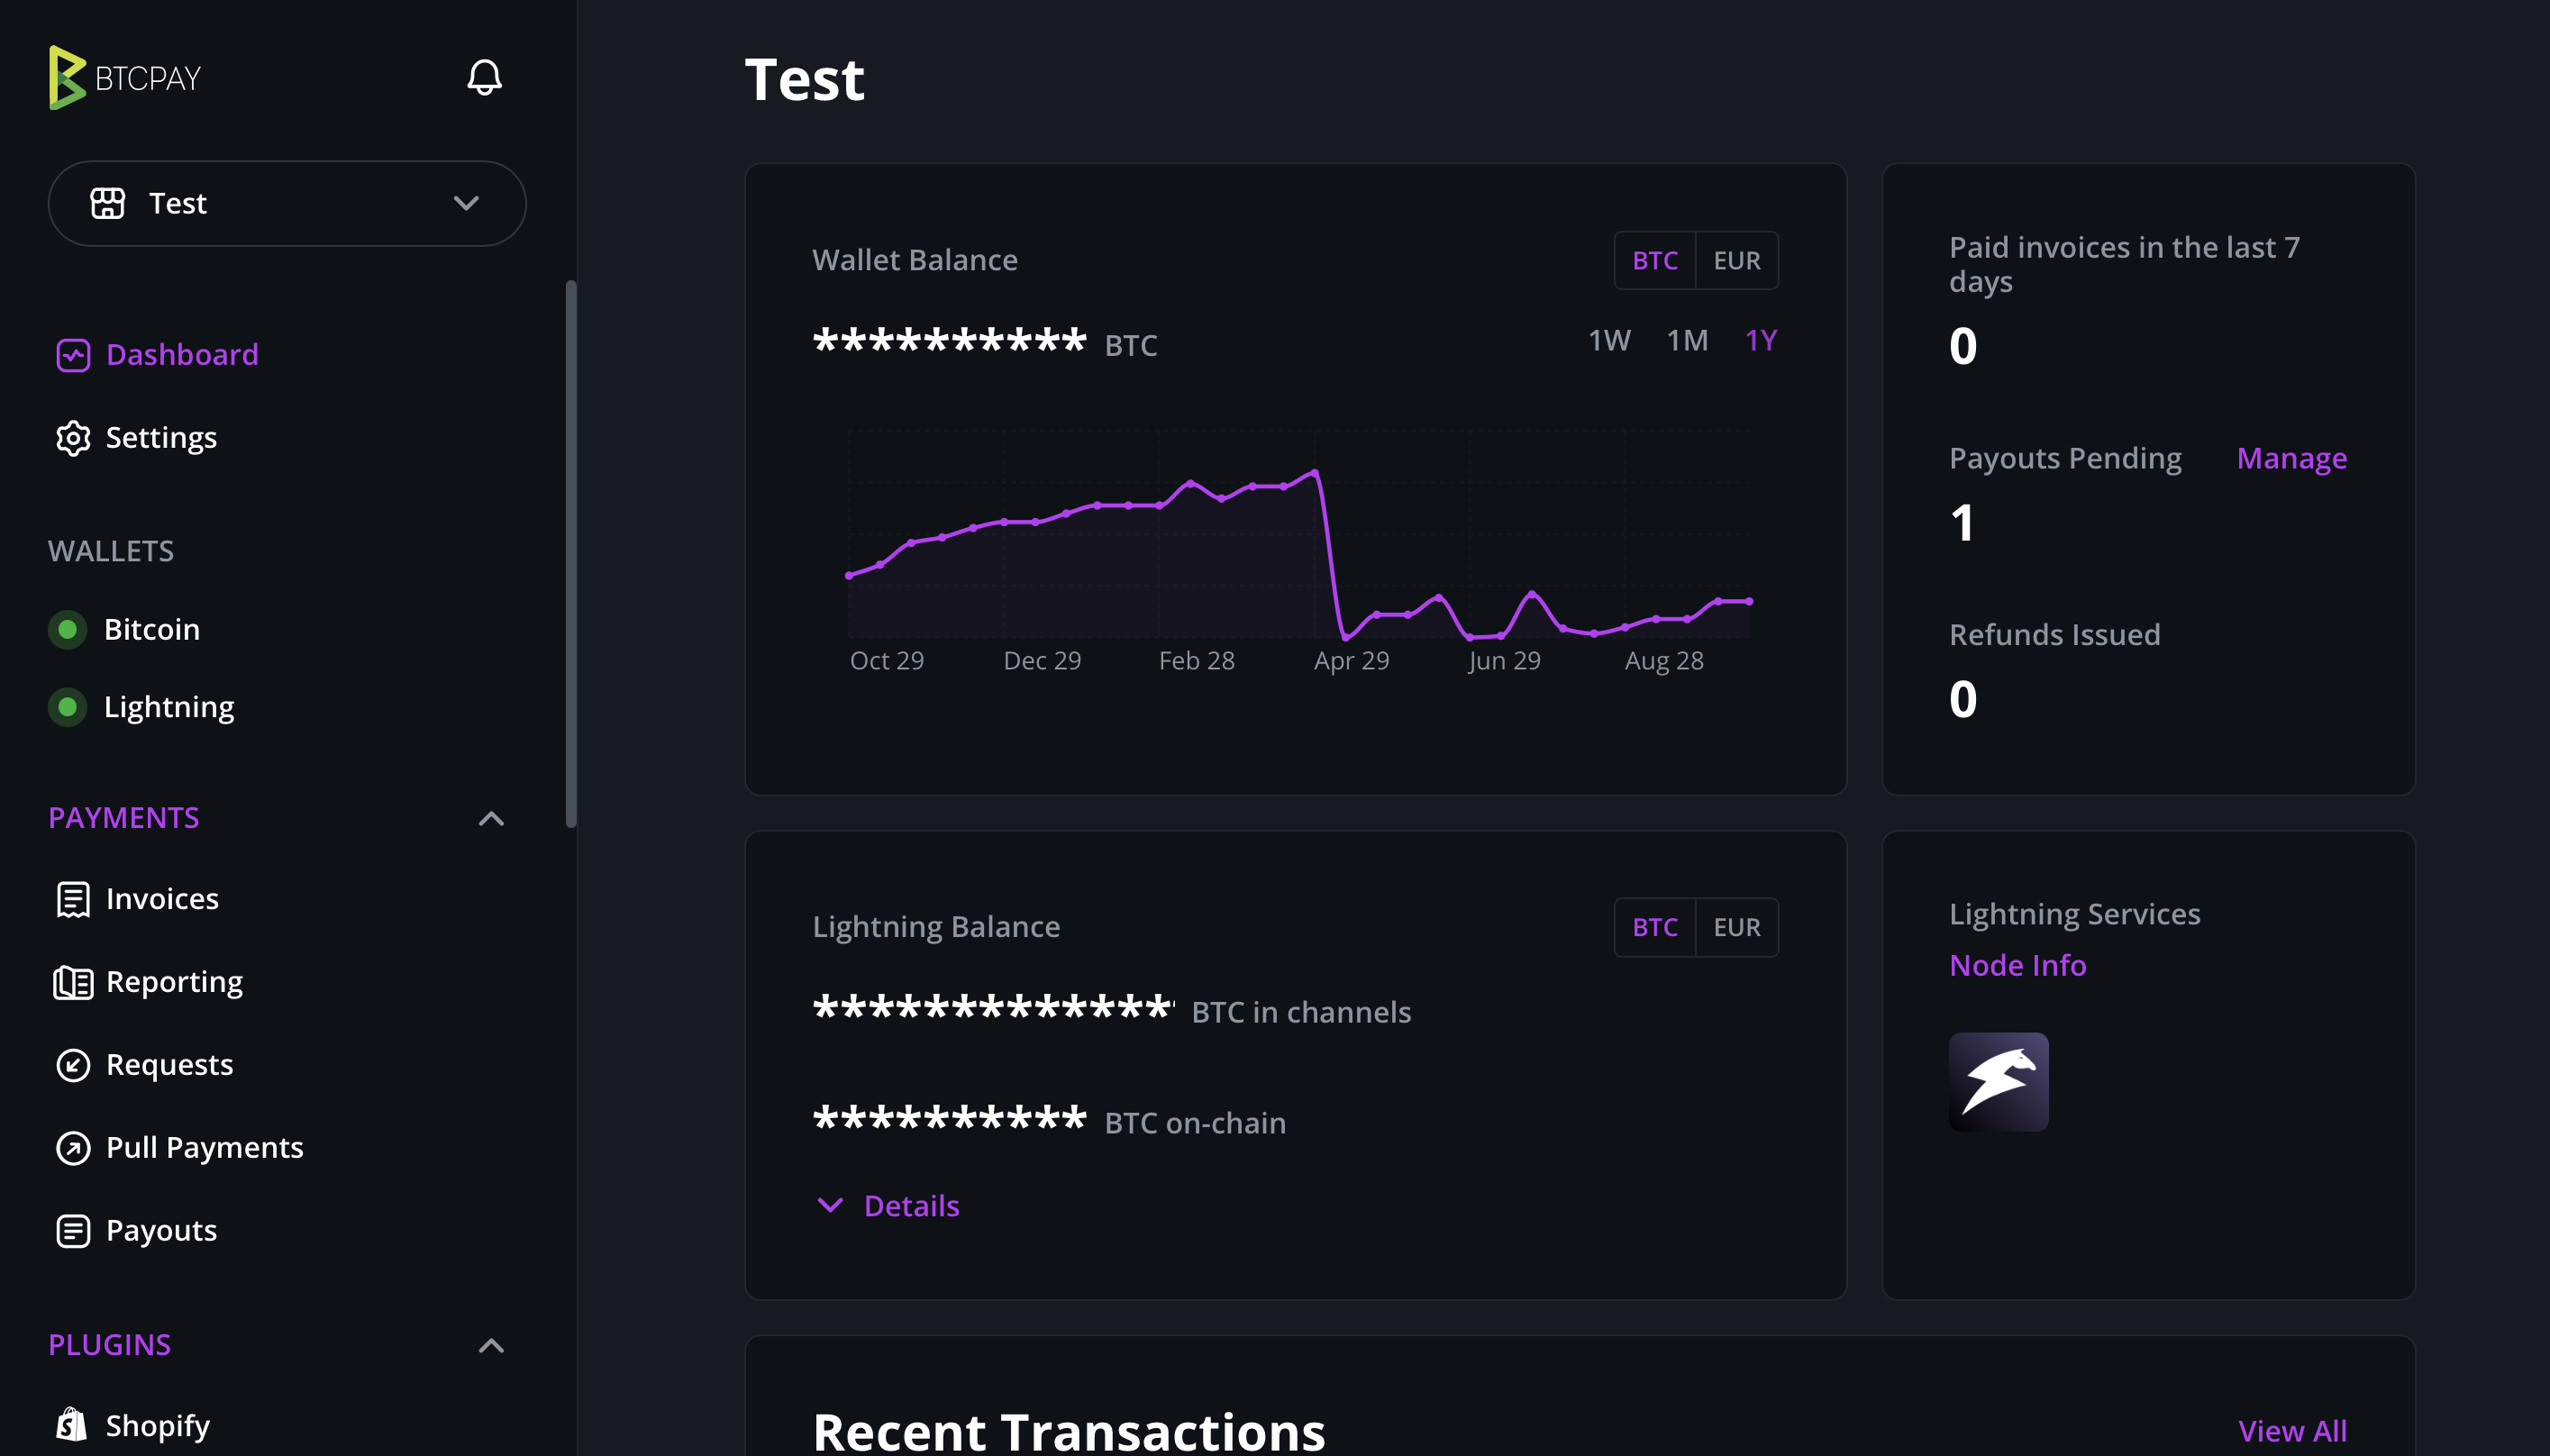 BTCPAY
Test
Dashboard
Settings
WALLETS
Bitcoin
Lightning
PAYMENTS
Invoices
Reporting
Requests
Pull Payments
Payouts
PLUGINS
Shopify
Test
Wallet Balance
BTC EUR
********** BTC
1W 1M 1Y
Oct 29 Dec 29 Feb 28 Apr 29 Jun 29 Aug 28
Paid invoices in the last 7
days
0
Payouts Pending Manage
1
Refunds Issued
0
Lightning Balance
BTC EUR
************* BTC in channels
********** BTC on-chain
Details
Lightning Services
Node Info
Recent Transactions
View All